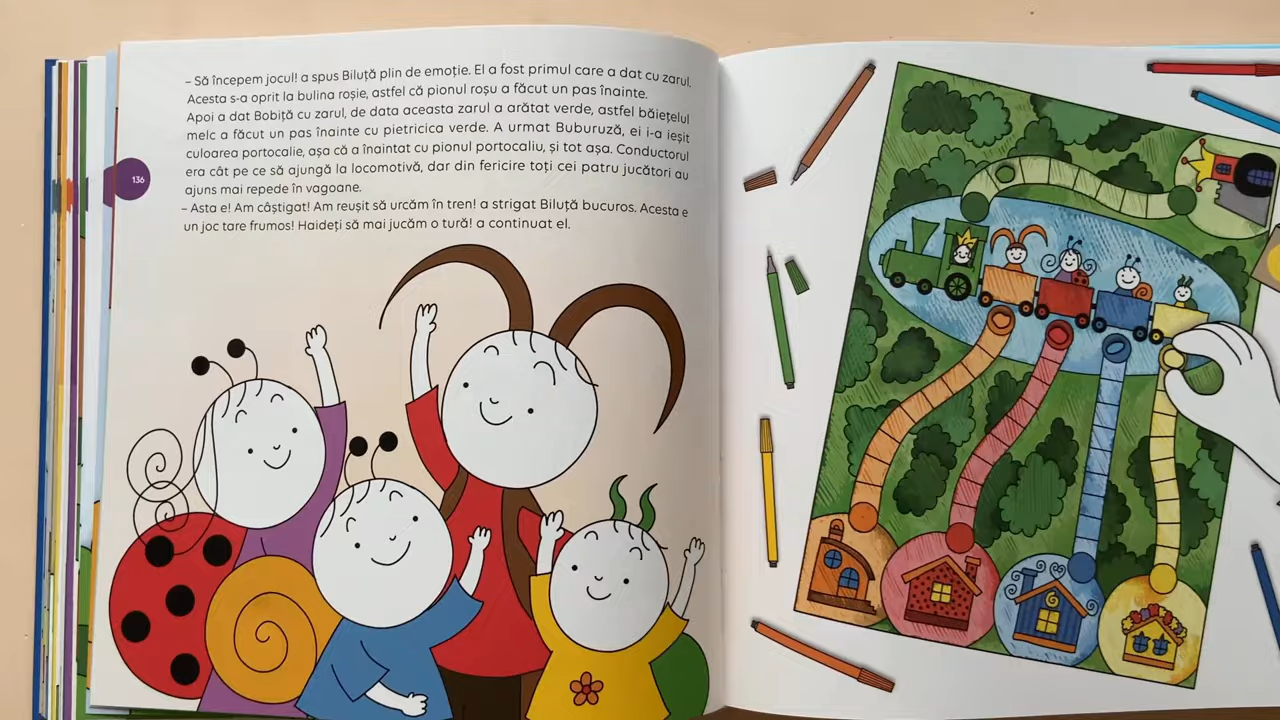 – Să începem jocul! a spus Biluță plin de emoție. El a fost primul care a dat cu zarul.
Acesta s-a oprit la bulina roșie, astfel că pionul roșu a făcut un pas înainte.
Apoi a dat Bobiță cu zarul, de data aceasta zarul a arătat verde, astfel băiețelul
melc a făcut un pas înainte cu pietricica verde. A urmat Buburuză, ei i-a ieșit
culoarea portocalie, așa că a înaintat cu pionul portocaliu, și tot așa. Conductorul
era cât pe ce să ajungă la locomotivă, dar din fericire toți cei patru jucători au
ajuns mai repede în vagoane.
136
– Asta e! Am câștigat! Am reușit să urcăm în tren! a strigat Biluță bucuros. Acesta e
un joc tare frumos! Haideți să mai jucăm o tură! a continuat el.